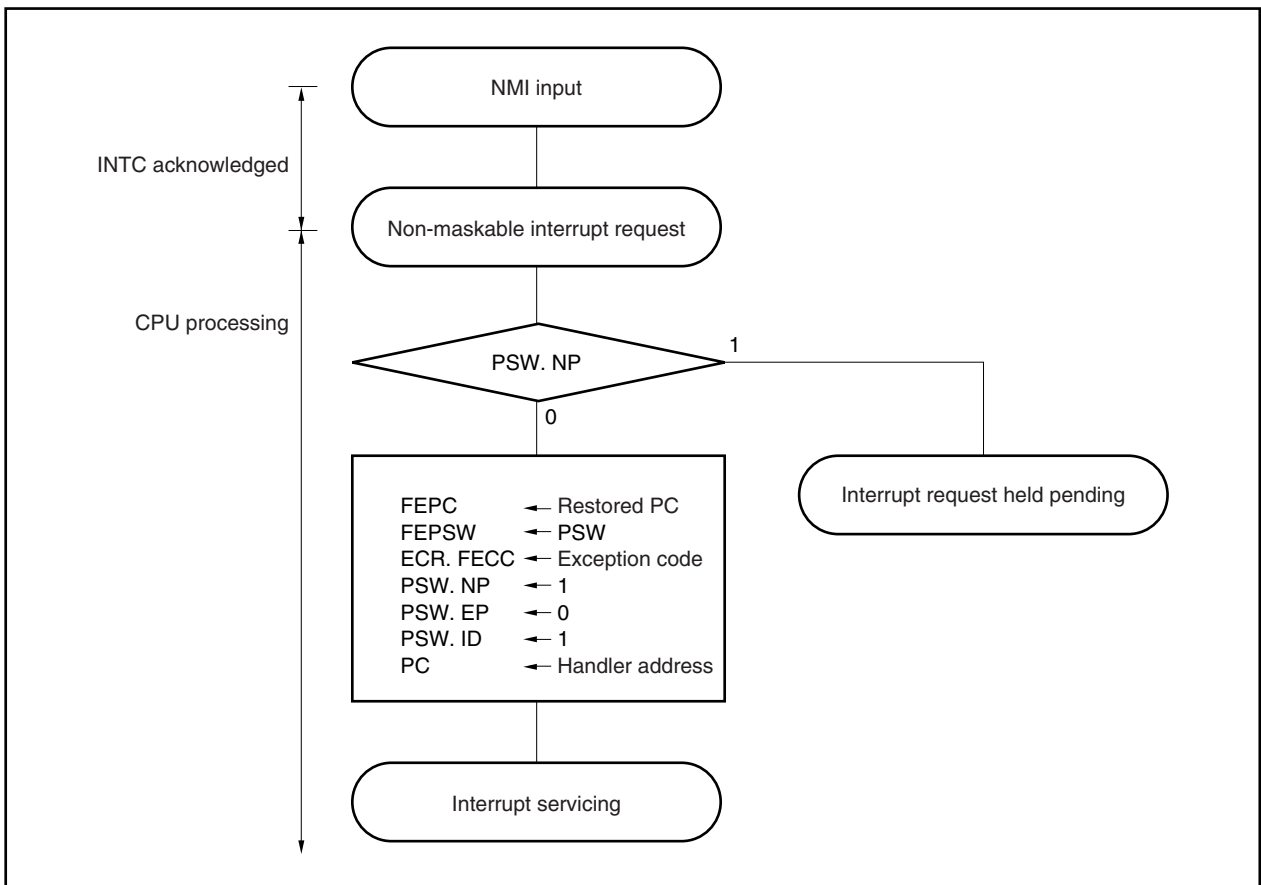 NMI input
INTC acknowledged
Non-maskable interrupt request
CPU processing
PSW. NP
1
0
FEPC ← Restored PC
FEPSW ← PSW
ECR. FECC ← Exception code
PSW. NP ← 1
PSW. EP ← 0
PSW. ID ← 1
PC ← Handler address
Interrupt request held pending
Interrupt servicing